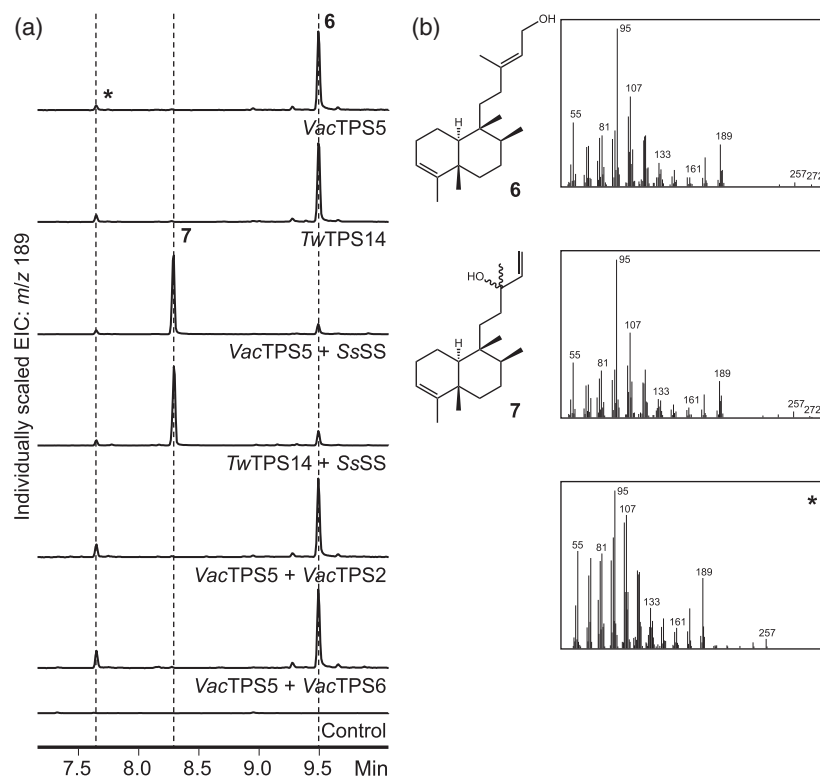 (a)
6
*
VacTPS5
TwTPS14
7
VacTPS5 + SsSS
TwTPS14 + SsSS
VacTPS5 + VacTPS2
VacTPS5 + VacTPS6
Control
Individually scaled EIC: m/z 189
7.5 8.0 8.5 9.0 9.5 Min
(b)
OH
H
6
95
107
55
81
189
133
161
257
272
HO
H
7
95
107
55
81
189
133
161
257
272
*
95
107
55
81
189
133
161
257